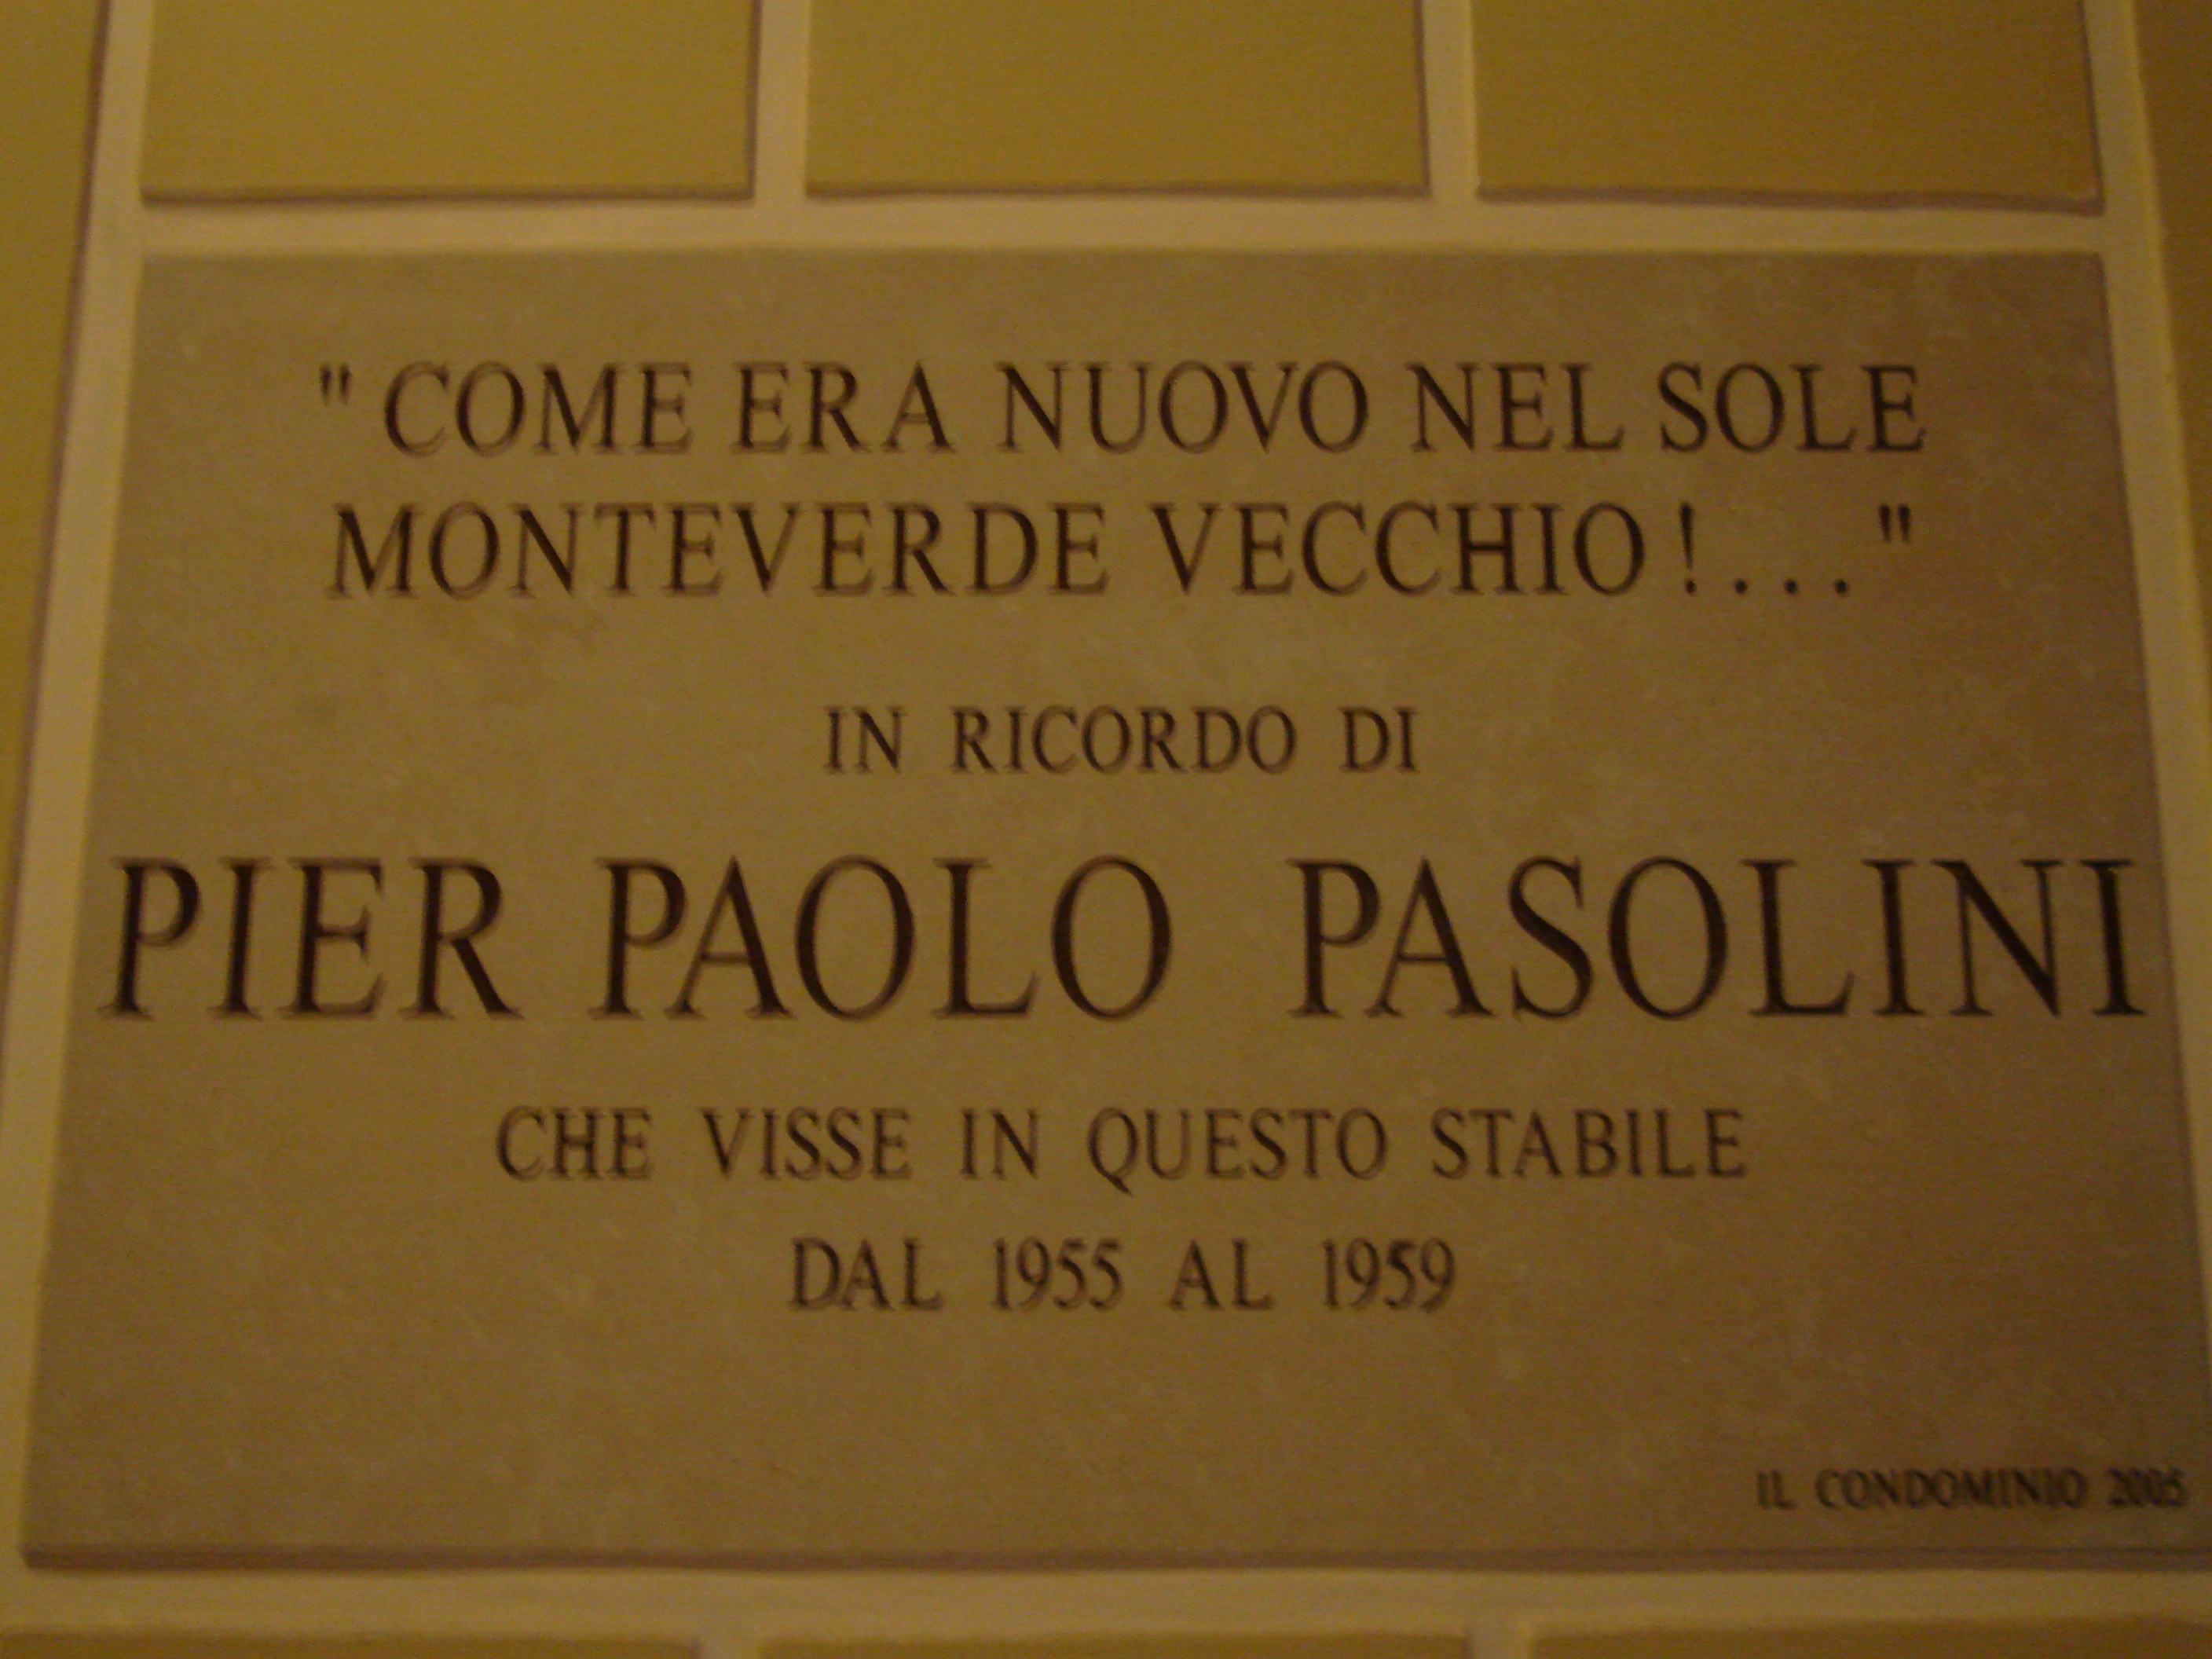 "COME ERA NUOVO NEL SOLE
MONTEVERDE VECCHIO!..."
IN RICORDO DI
PIER PAOLO PASOLINI
CHE VISSE IN QUESTO STABILE
DAL 1955 AL 1959
IL CONDOMINIO 2005